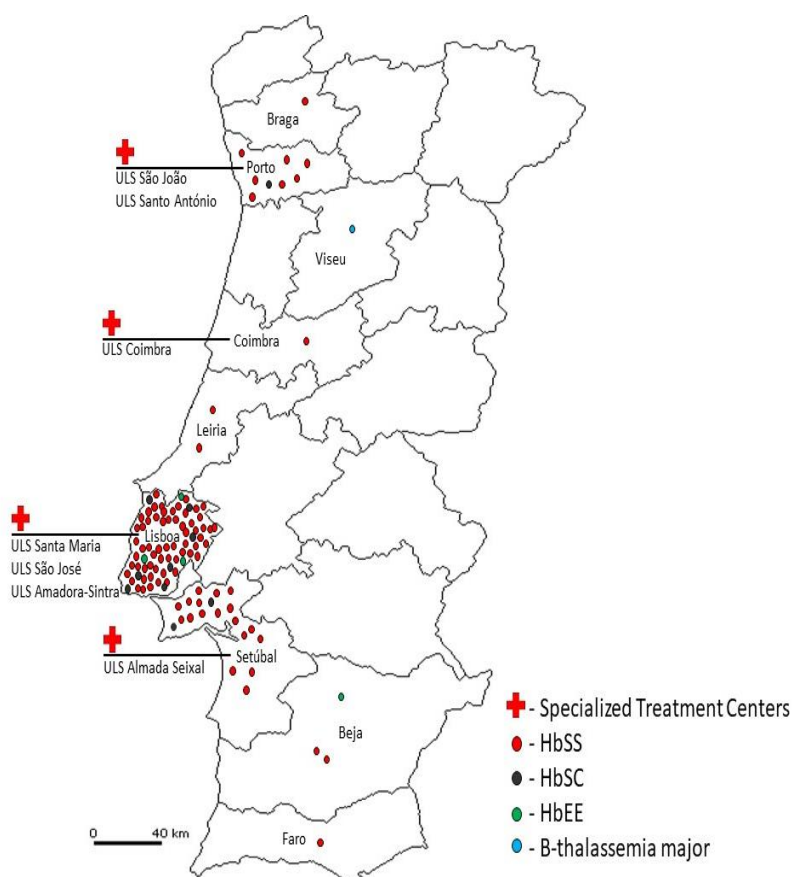 Braga
Porto
ULS São João
ULS Santo António
Viseu
Coimbra
ULS Coimbra
Leiria
Lisboa
ULS Santa Maria
ULS São José
ULS Amadora-Sintra
Setúbal
ULS Almada Seixal
Beja
Faro
0 40 km
- Specialized Treatment Centers
- HbSS
- HbSC
- HbEE
- B-thalassemia major